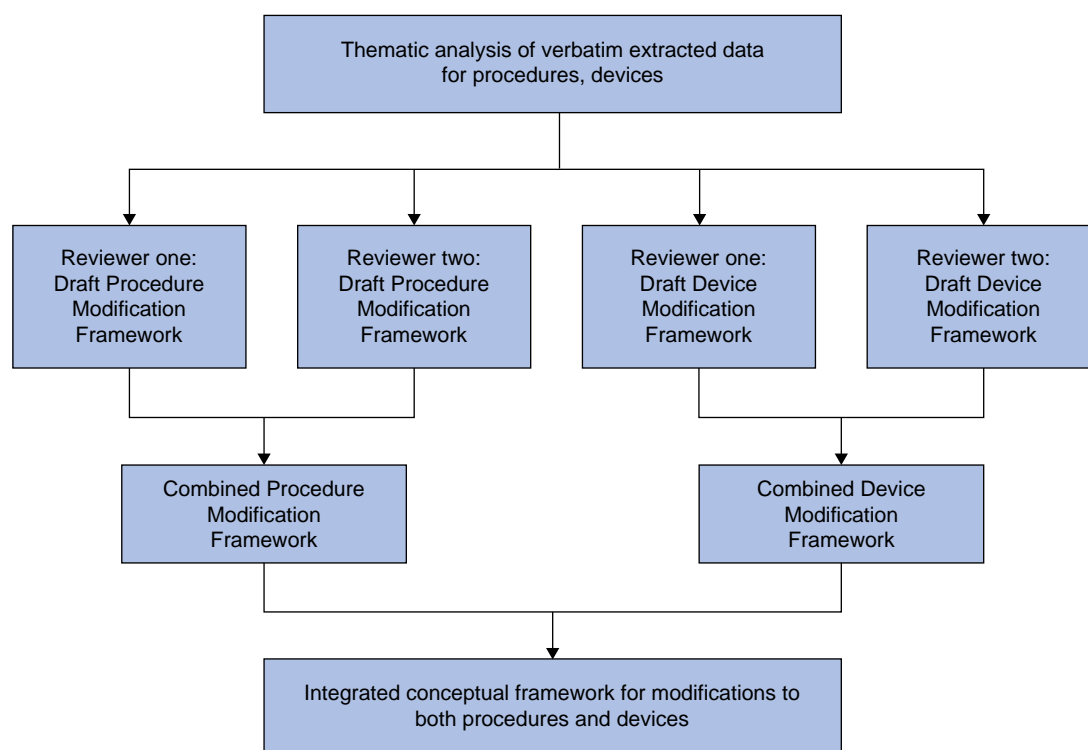 Thematic analysis of verbatim extracted data
for procedures, devices
Reviewer one:
Draft Procedure
Modification
Framework
Reviewer two:
Draft Procedure
Modification
Framework
Reviewer one:
Draft Device
Modification
Framework
Reviewer two:
Draft Device
Modification
Framework
Combined Procedure
Modification
Framework
Combined Device
Modification
Framework
Integrated conceptual framework for modifications to
both procedures and devices